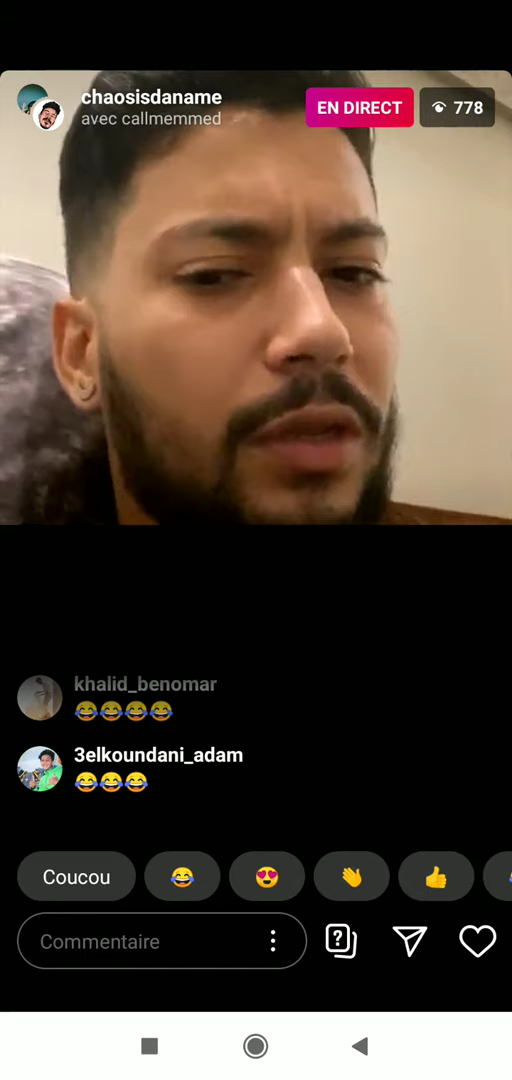 chaosisdaname
avec callmemmed
EN DIRECT
778
khalid_benomar
😂😂😂😂
3elkoundani_adam
😂😂😂
Coucou
😂
😍
👋
👍
Commentaire
?